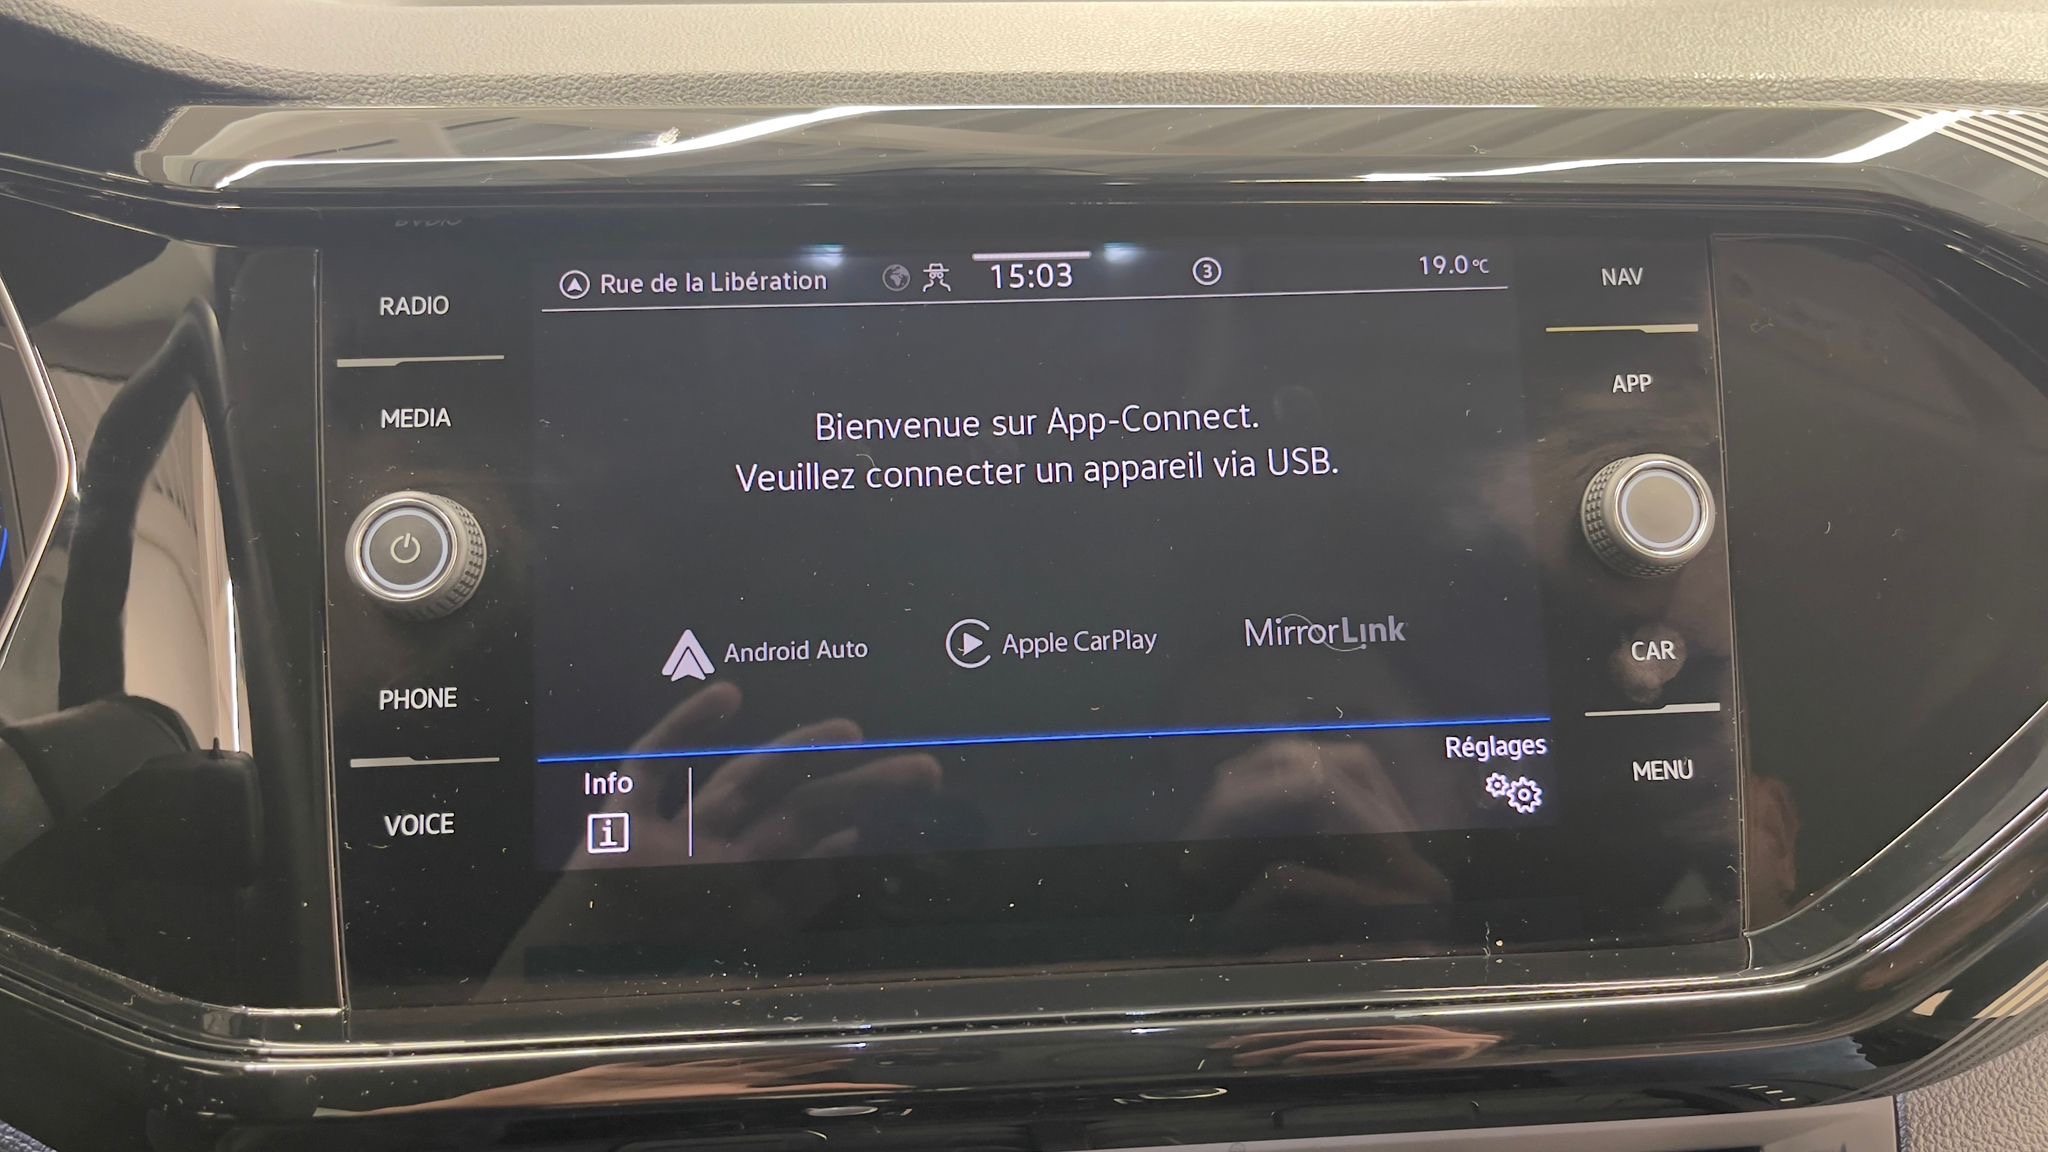 RADIO
MEDIA
PHONE
VOICE
Rue de la Libération
15:03
3
19.0°C
Bienvenue sur App-Connect.
Veuillez connecter un appareil via USB.
Android Auto
Apple CarPlay
MirrorLink
Info
i
Réglages
NAV
APP
CAR
MENU